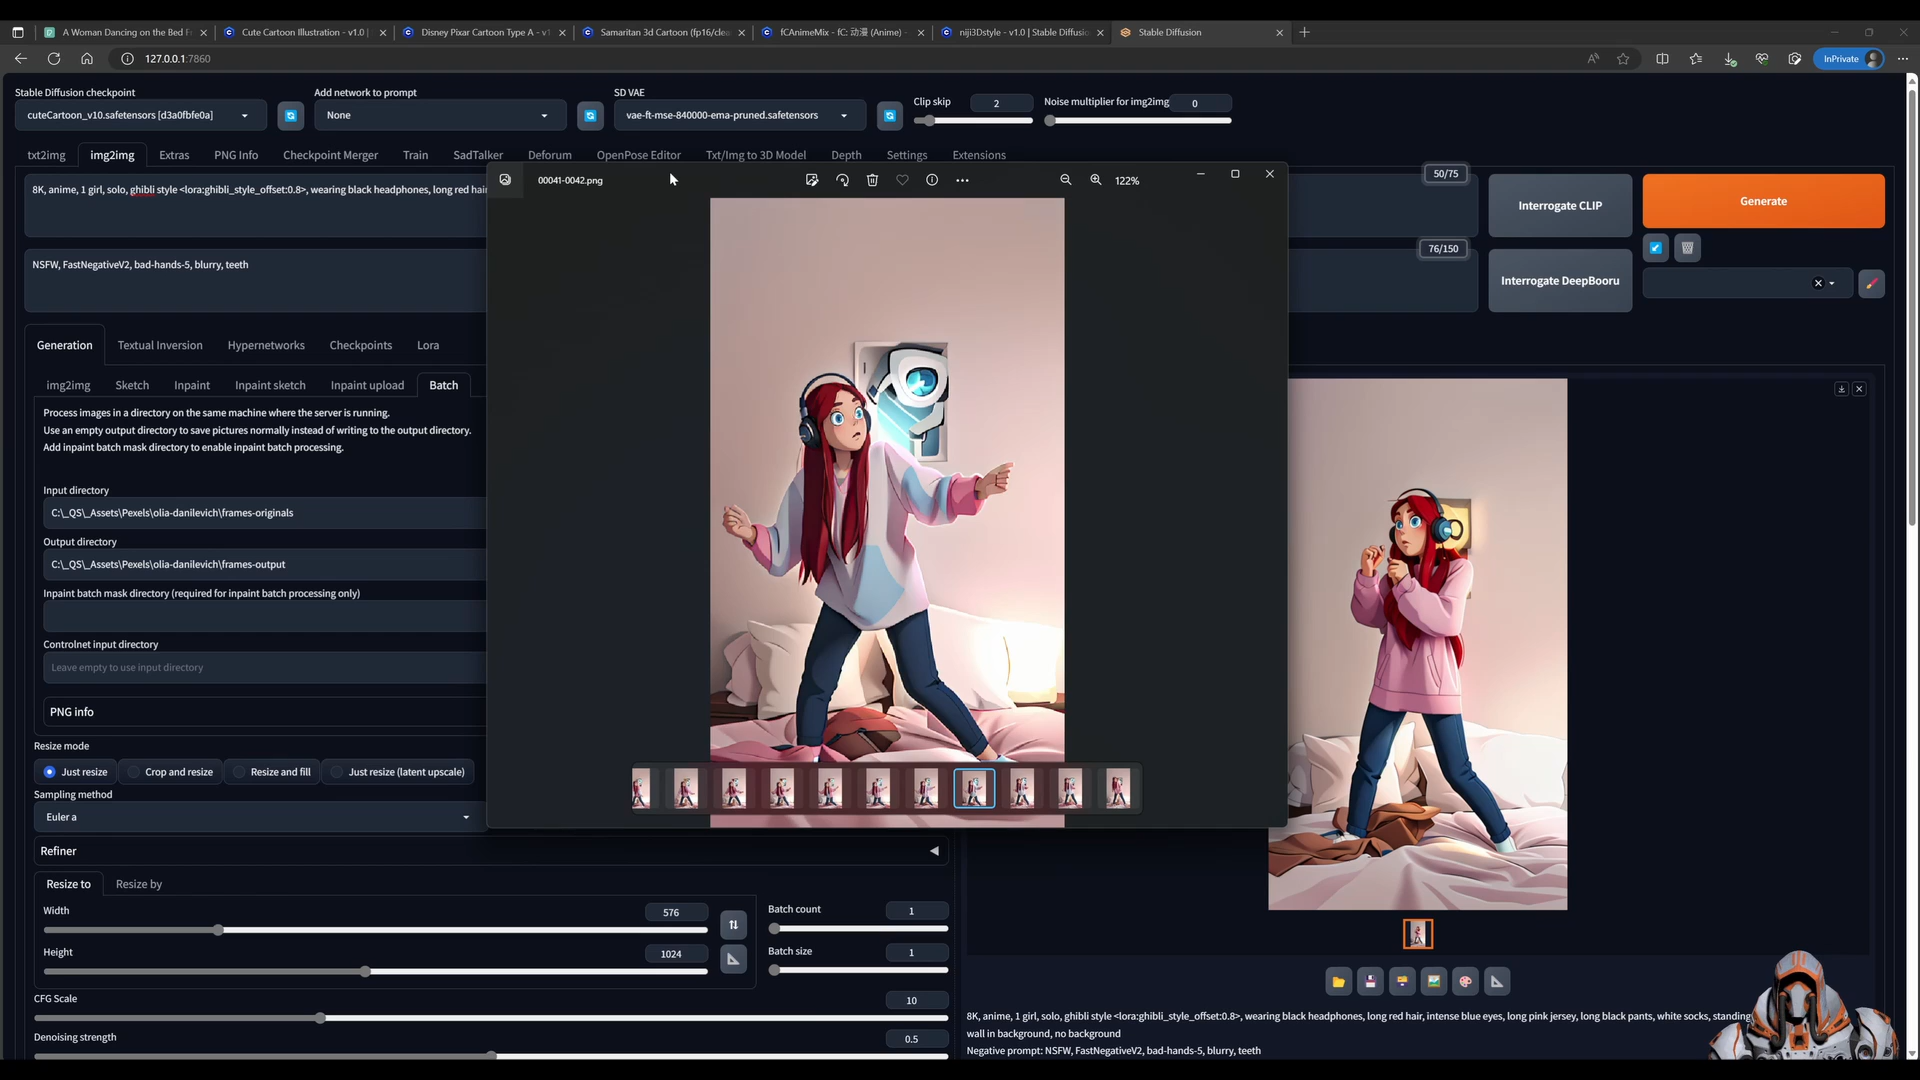 A Woman Dancing on the Bed F
Cute Cartoon Illustration - v1.0 |
Disney Pixar Cartoon Type A - v1
Samaritan 3d Cartoon (fp16/clea
fCAnimeMix - fC: 动漫 (Anime) -
niji3Dstyle - v1.0 | Stable Diffusio
Stable Diffusion
127.0.0.1:7860
InPrivate
Stable Diffusion checkpoint
Add network to prompt
SD VAE
Clip skip
2
Noise multiplier for img2img
0
cuteCartoon_v10.safetensors [d3a0fbfe0a]
None
vae-ft-mse-840000-ema-pruned.safetensors
txt2img
img2img
Extras
PNG Info
Checkpoint Merger
Train
SadTalker
Deforum
OpenPose Editor
Txt/Img to 3D Model
Depth
Settings
Extensions
8K, anime, 1 girl, solo, ghibli style <lora:ghibli_style_offset:0.8>, wearing black headphones, long red hair
00041-0042.png
122%
50/75
Interrogate CLIP
Generate
NSFW, FastNegativeV2, bad-hands-5, blurry, teeth
76/150
Interrogate DeepBooru
Generation
Textual Inversion
Hypernetworks
Checkpoints
Lora
img2img
Sketch
Inpaint
Inpaint sketch
Inpaint upload
Batch
Process images in a directory on the same machine where the server is running.
Use an empty output directory to save pictures normally instead of writing to the output directory.
Add inpaint batch mask directory to enable inpaint batch processing.
Input directory
C:\_QS\_Assets\Pexels\olia-danilevich\frames-originals
Output directory
C:\_QS\_Assets\Pexels\olia-danilevich\frames-output
Inpaint batch mask directory (required for inpaint batch processing only)
Controlnet input directory
Leave empty to use input directory
PNG info
Resize mode
Just resize
Crop and resize
Resize and fill
Just resize (latent upscale)
Sampling method
Euler a
Refiner
Resize to
Resize by
Width
576
Batch count
1
Height
1024
Batch size
1
CFG Scale
10
Denoising strength
0.5
8K, anime, 1 girl, solo, ghibli style <lora:ghibli_style_offset:0.8>, wearing black headphones, long red hair, intense blue eyes, long pink jersey, long black pants, white socks, standing
wall in background, no background
Negative prompt: NSFW, FastNegativeV2, bad-hands-5, blurry, teeth